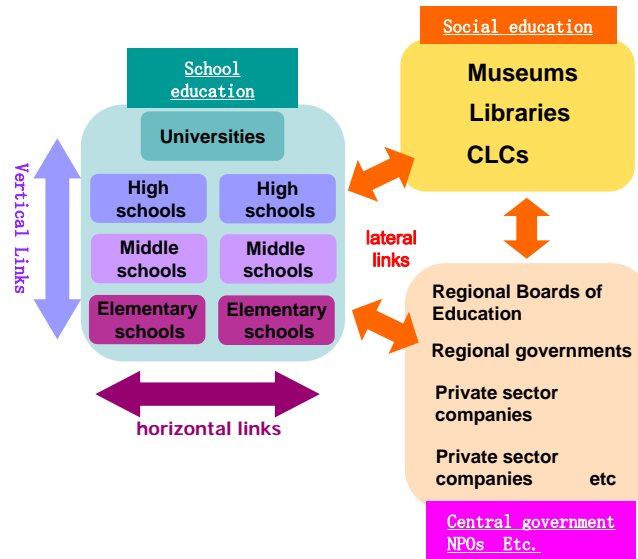 Social education
Museums
Libraries
CLCs
School
education
Universities
High
schools
High
schools
Middle
schools
Middle
schools
Elementary
schools
Elementary
schools
Vertical Links
horizontal links
lateral
links
Regional Boards of
Education
Regional governments
Private sector
companies
Private sector
companies etc
Central government
NPOs Etc.